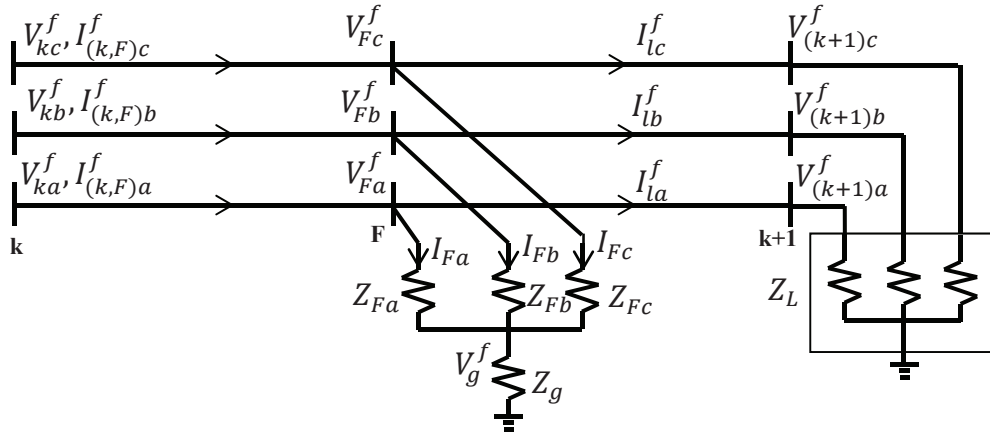 V_{kc}^f, I_{(k,F)c}^f V_{Fc}^f I_{lc}^f V_{(k+1)c}^f
V_{kb}^f, I_{(k,F)b}^f V_{Fb}^f I_{lb}^f V_{(k+1)b}^f
V_{ka}^f, I_{(k,F)a}^f V_{Fa}^f I_{la}^f V_{(k+1)a}^f
k F k+1
I_{Fa} I_{Fb} I_{Fc}
Z_{Fa} Z_{Fb} Z_{Fc} Z_L
V_g^f Z_g